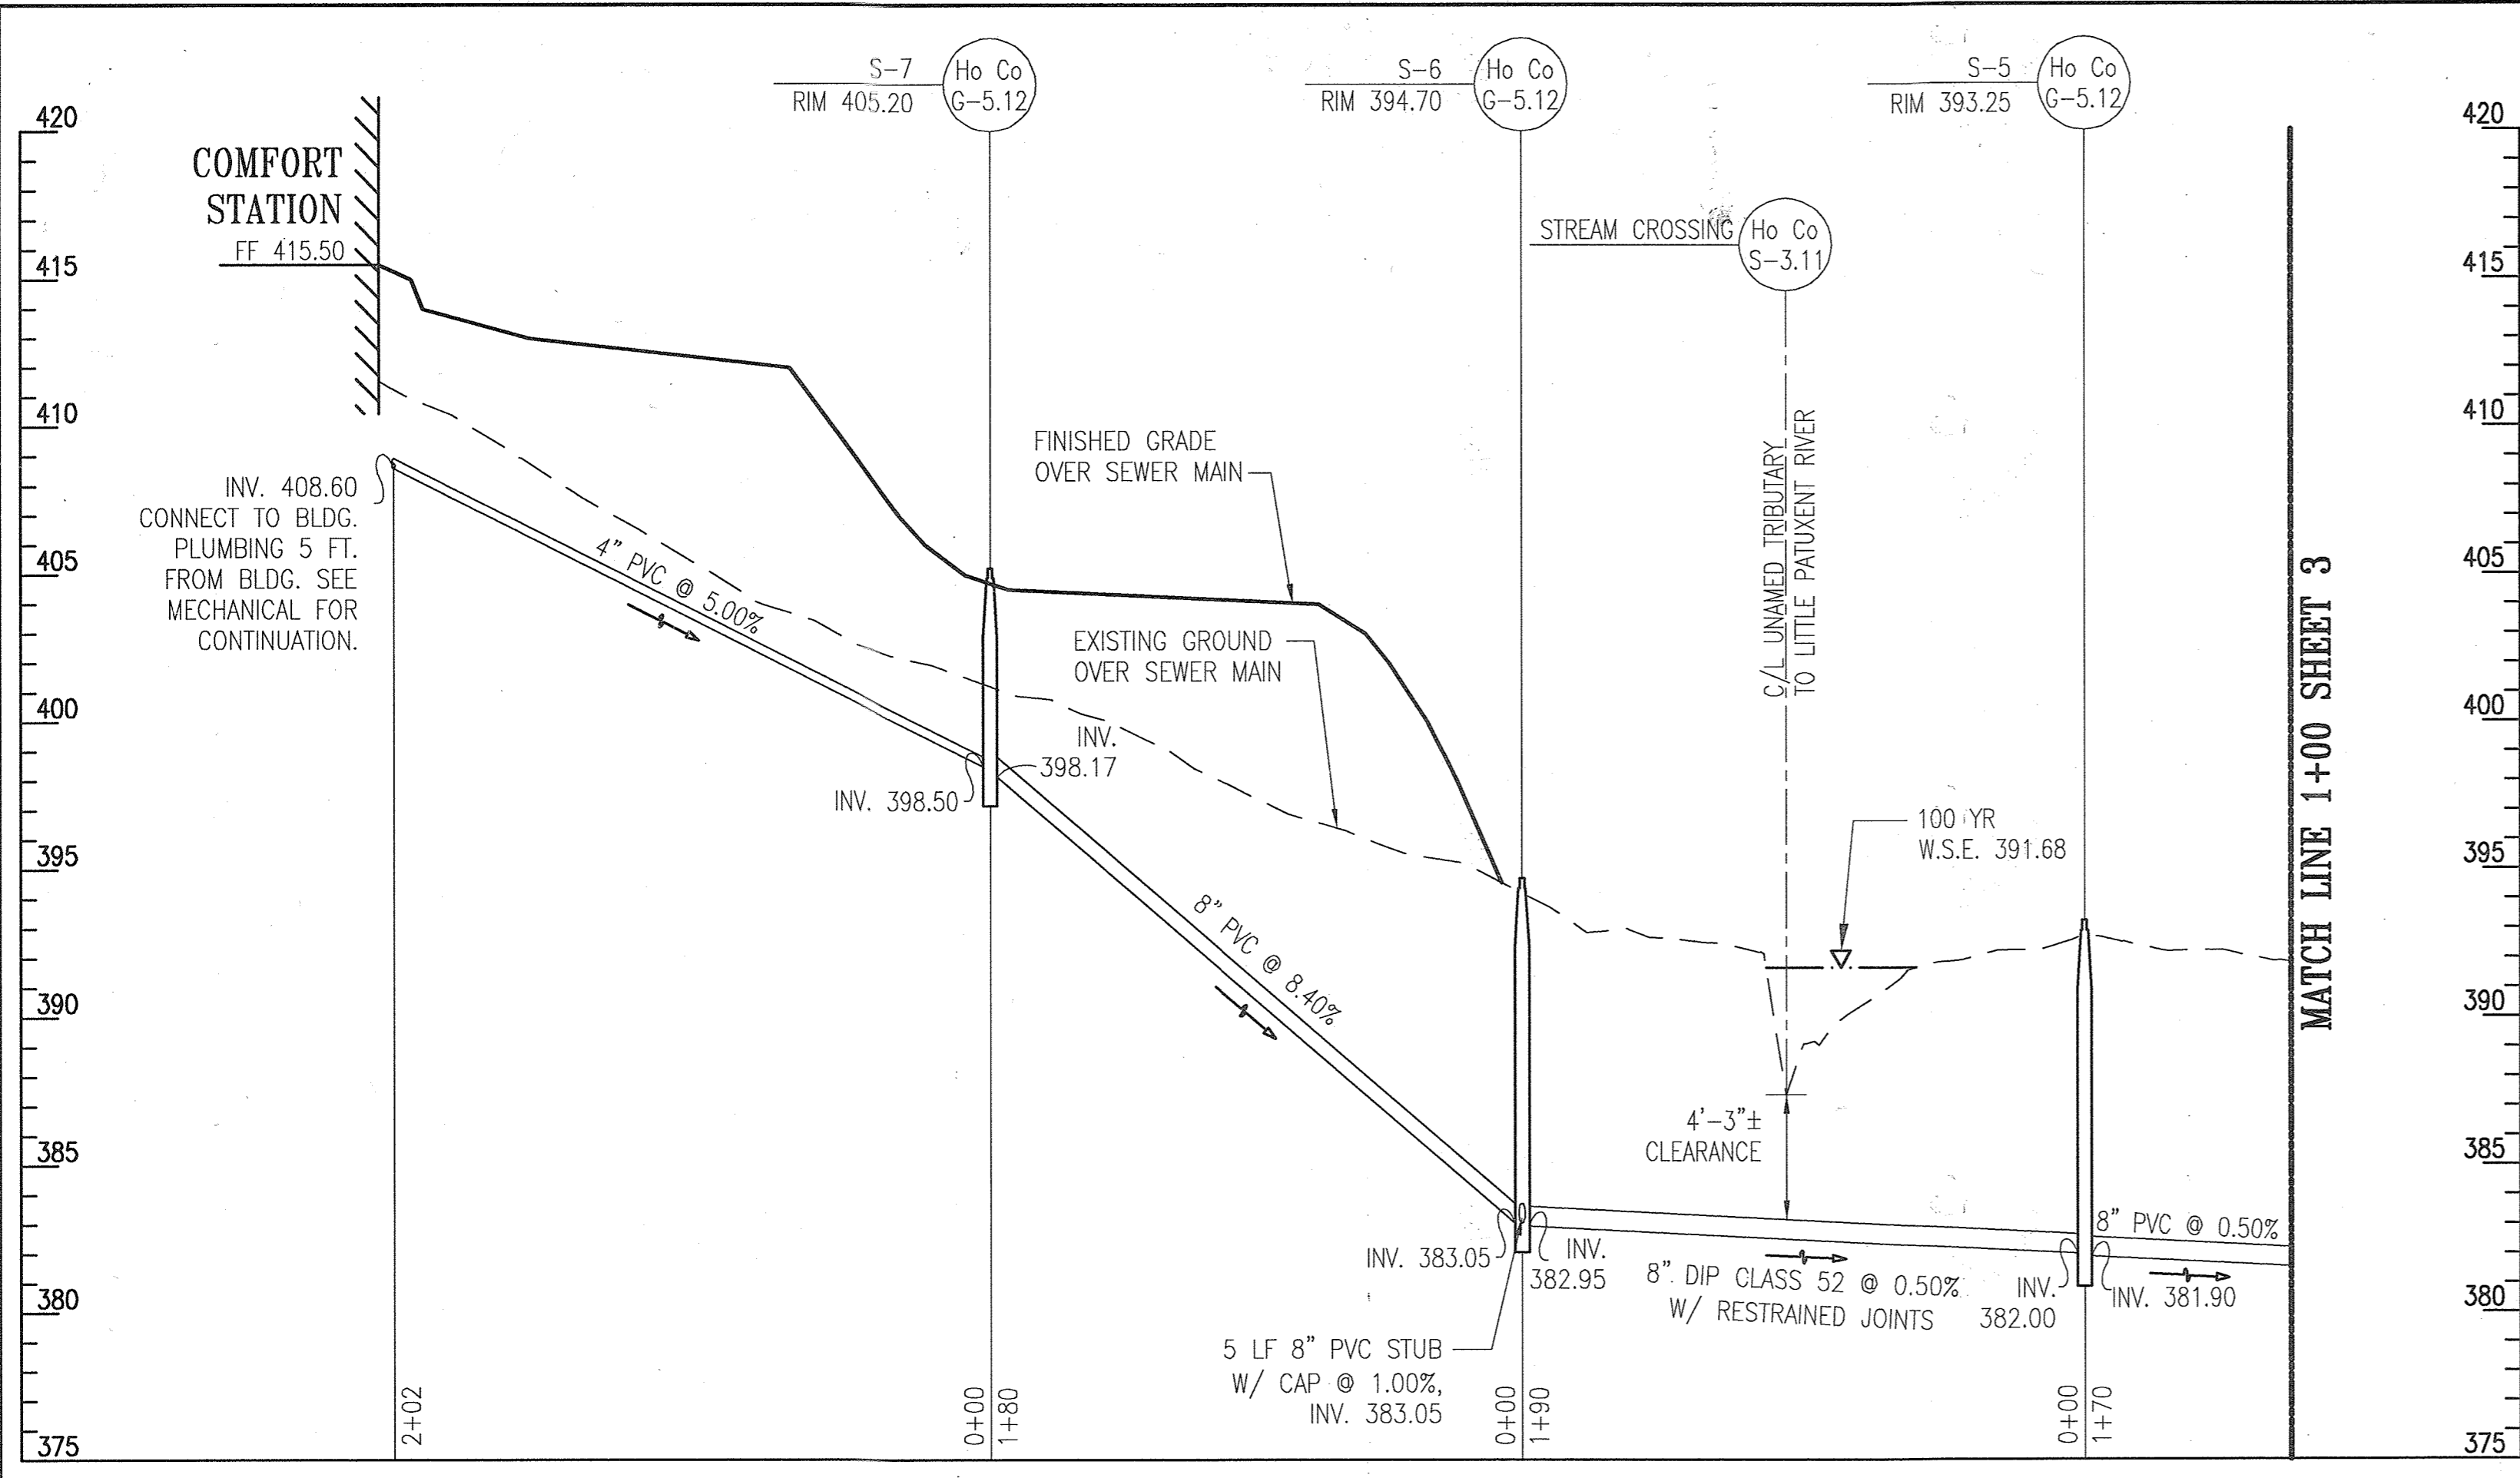 S-7
RIM 405.20
Ho Co
G-5.12
S-6
RIM 394.70
Ho Co
G-5.12
S-5
RIM 393.25
Ho Co
G-5.12
420
415
410
405
400
395
390
385
380
375
COMFORT
STATION
FF 415.50
STREAM CROSSING
Ho Co
S-3.11
INV. 408.60
CONNECT TO BLDG.
PLUMBING 5 FT.
FROM BLDG. SEE
MECHANICAL FOR
CONTINUATION.
4" PVC @ 5.00%
FINISHED GRADE
OVER SEWER MAIN
EXISTING GROUND
OVER SEWER MAIN
C/L UNAMED TRIBUTARY
TO LITTLE PATUXENT RIVER
INV.
398.17
INV. 398.50
8" PVC @ 8.40%
100 YR
W.S.E. 391.68
4'-3"±
CLEARANCE
INV. 383.05
INV.
382.95
8" DIP CLASS 52 @ 0.50%
W/ RESTRAINED JOINTS
8" PVC @ 0.50%
INV.
382.00
INV. 381.90
5 LF 8" PVC STUB
W/ CAP @ 1.00%,
INV. 383.05
2+02
0+00
1+80
0+00
1+90
0+00
1+70
MATCH LINE 1+00 SHEET 3
420
415
410
405
400
395
390
385
380
375